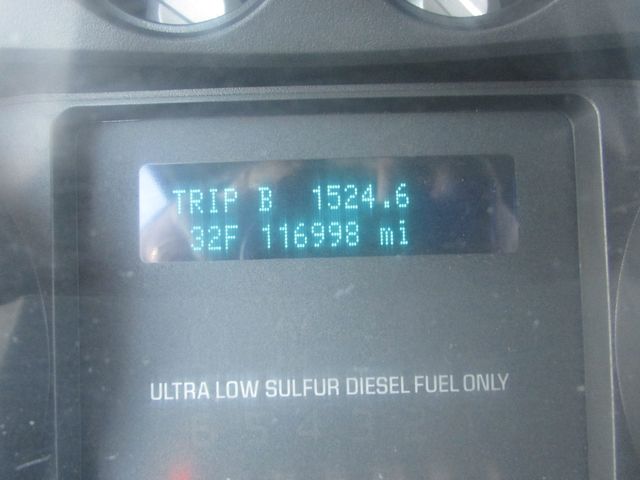 TRIP B 1524.6
32F 116998 mi
ULTRA LOW SULFUR DIESEL FUEL ONLY